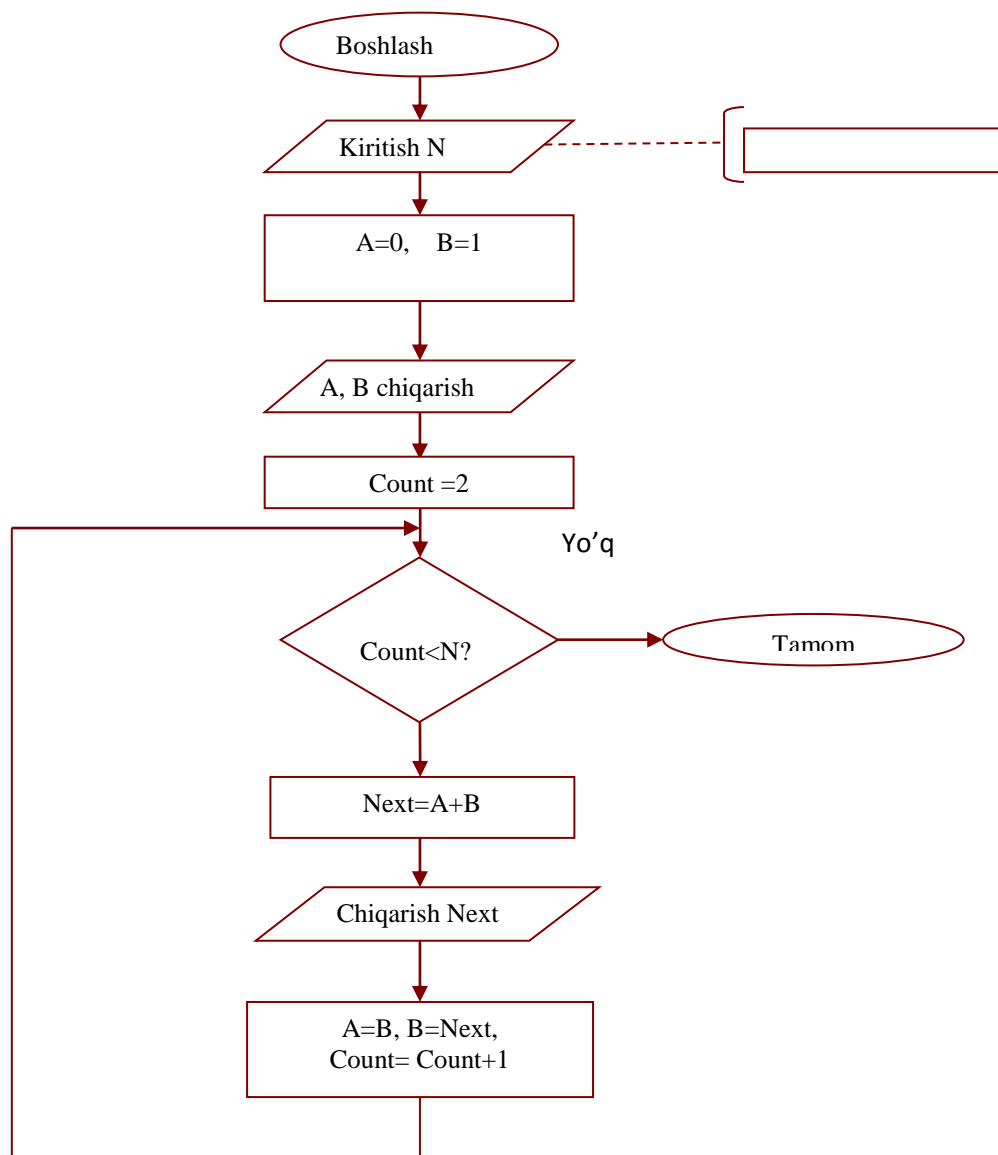 Boshlash
Kiritish N
A=0, B=1
A, B chiqarish
Count =2
Yo’q
Count<N?
Tamom
Next=A+B
Chiqarish Next
A=B, B=Next,
Count= Count+1